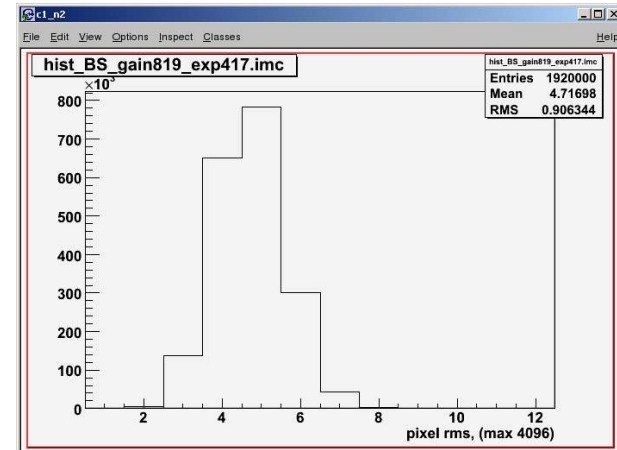 c1_n2
File Edit View Options Inspect Classes Help
hist_BS_gain819_exp417.imc
hist_BS_gain819_exp417.imc
Entries 1920000
Mean 4.71698
RMS 0.906344
×10³
800
700
600
500
400
300
200
100
0
2 4 6 8 10 12
pixel rms, (max 4096)